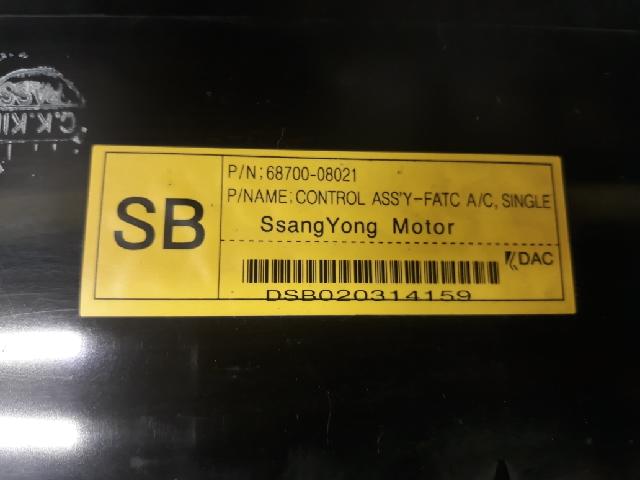 SB
P/N:68700-08021
P/NAME:CONTROL ASS'Y-FATC A/C, SINGLE
SsangYong Motor
DAC
DSB020314159